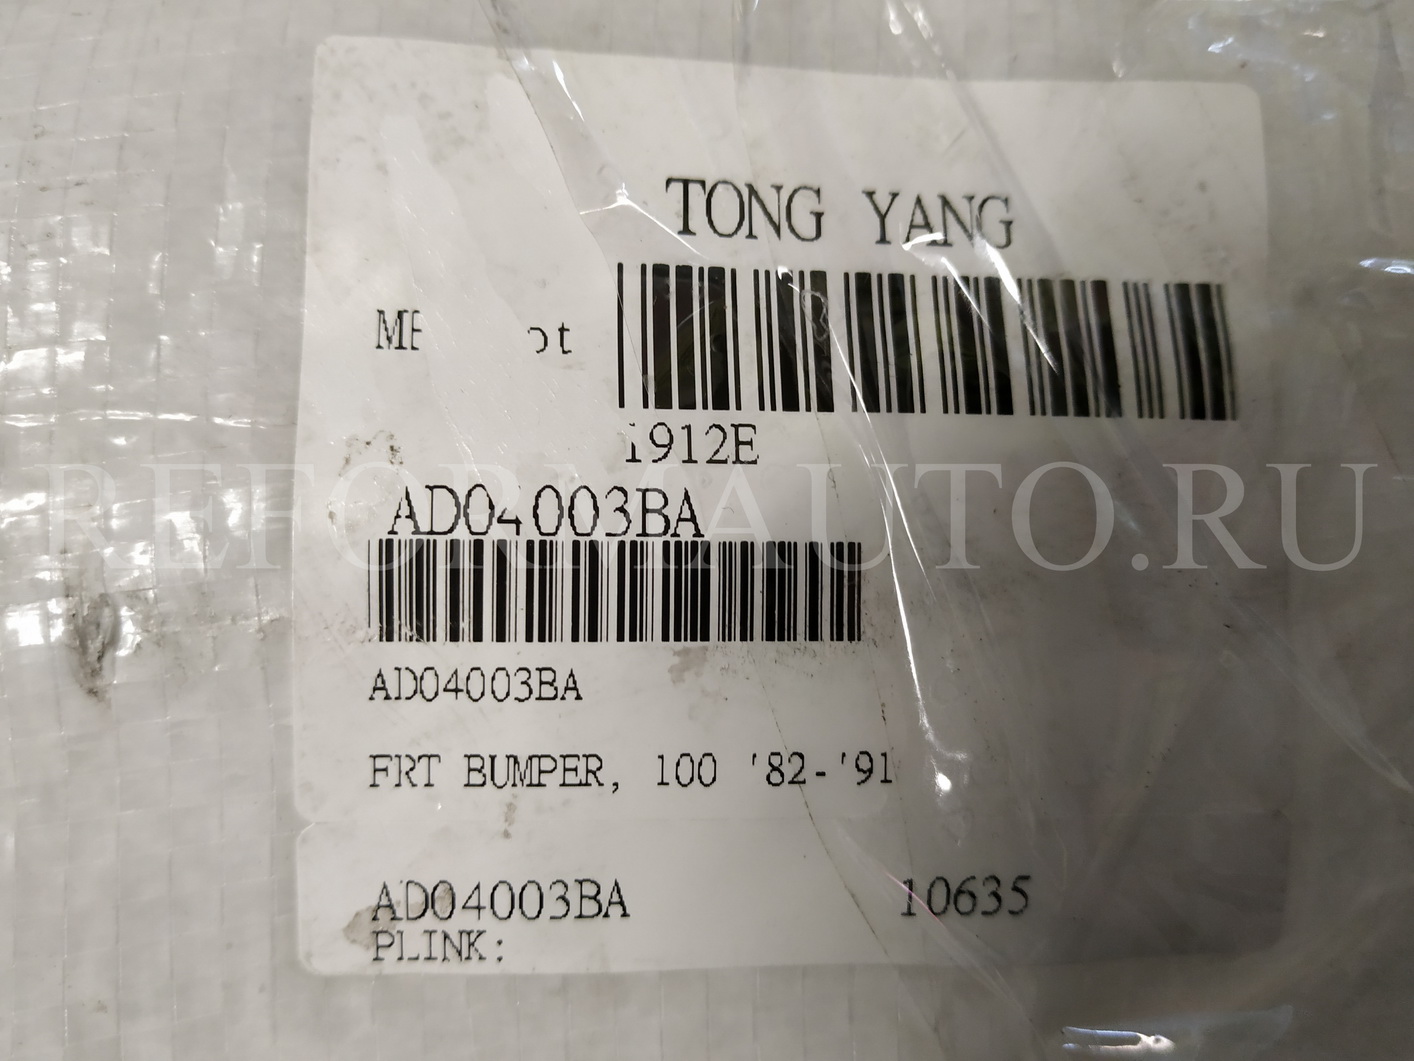 TONG YANG
1912E
AD04003BA
AD04003BA
FRT BUMPER, 100 '82-'91
AD04003BA 10635
PLINK:
REFORMAUTO.RU